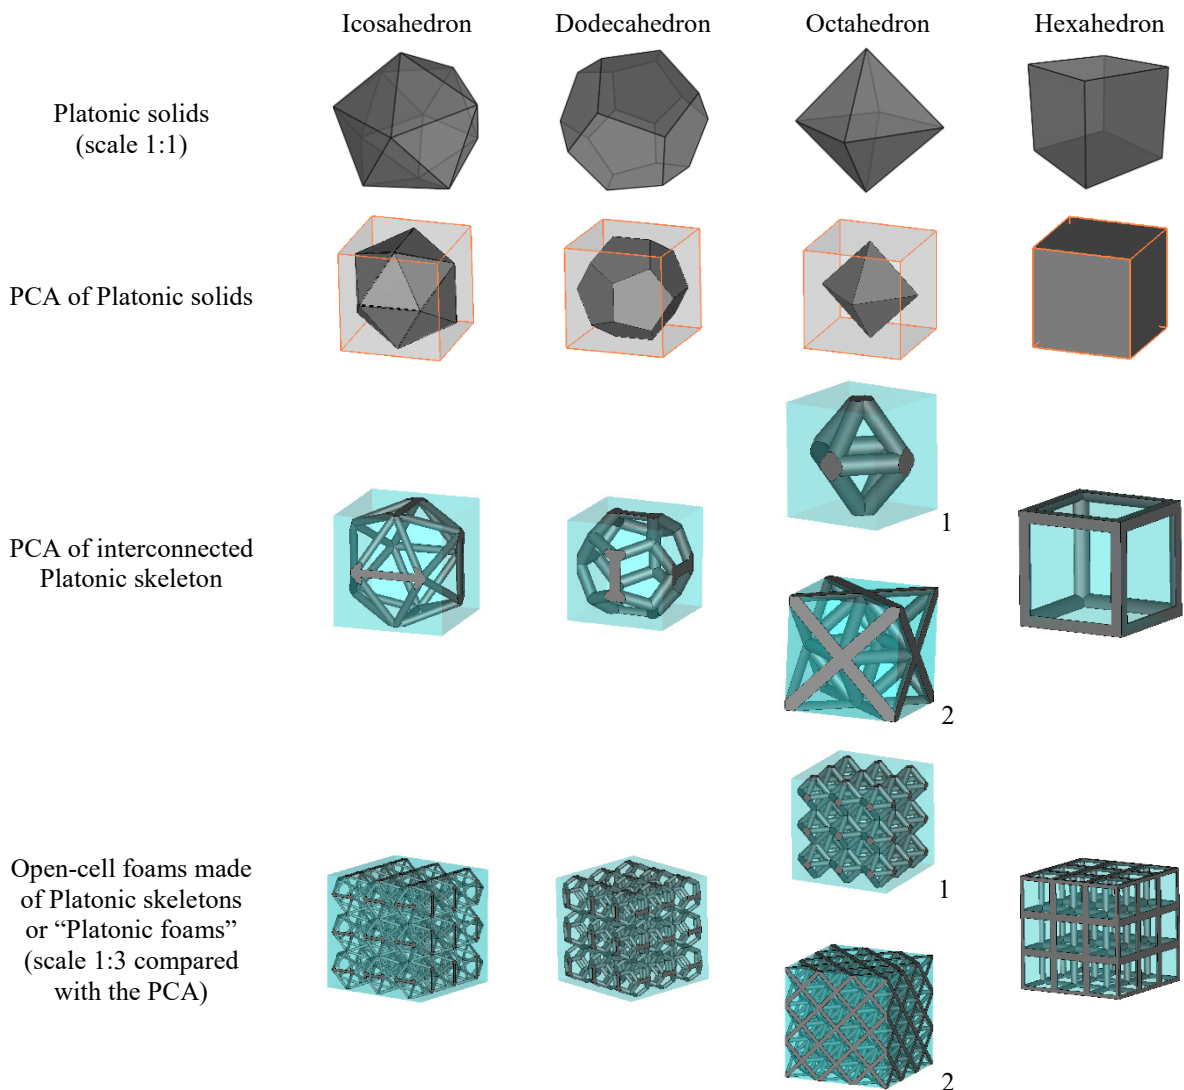 Icosahedron Dodecahedron Octahedron Hexahedron
Platonic solids
(scale 1:1)
PCA of Platonic solids
1
PCA of interconnected
Platonic skeleton
2
1
Open-cell foams made
of Platonic skeletons
or “Platonic foams”
(scale 1:3 compared
with the PCA)
2